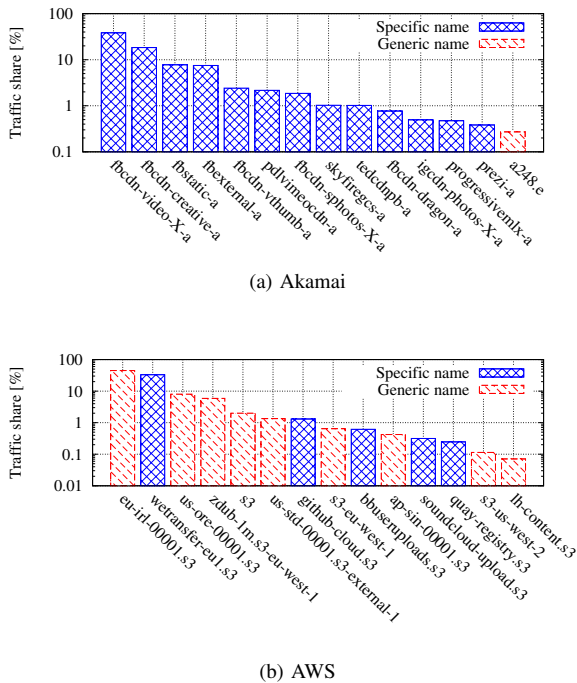 Traffic share [%]
100
10
1
0.1
Specific name
Generic name
fbcdn-video-X-a
fbcdn-creative-a
fbstatic-a
fbexternal-a
fbcdn-vthumb-a
pdlvimeocdn-a
fbcdn-sphotos-X-a
skyfiregcs-a
tedcdnpb-a
fbcdn-dragon-a
igcdn-photos-X-a
progressivemlx-a
prezi-a
a248.e
(a) Akamai
Traffic share [%]
100
10
1
0.1
0.01
Specific name
Generic name
eu-irl-00001.s3
wetransfer-eu1.s3
us-ore-00001.s3
zdub-1m.s3-eu-west-1
s3
us-std-00001.s3-external-1
github-cloud.s3
s3-eu-west-1
bbuseruploads.s3
ap-sin-00001.s3
soundcloud-upload.s3
quay-registry.s3
s3-us-west-2
lh-content.s3
(b) AWS